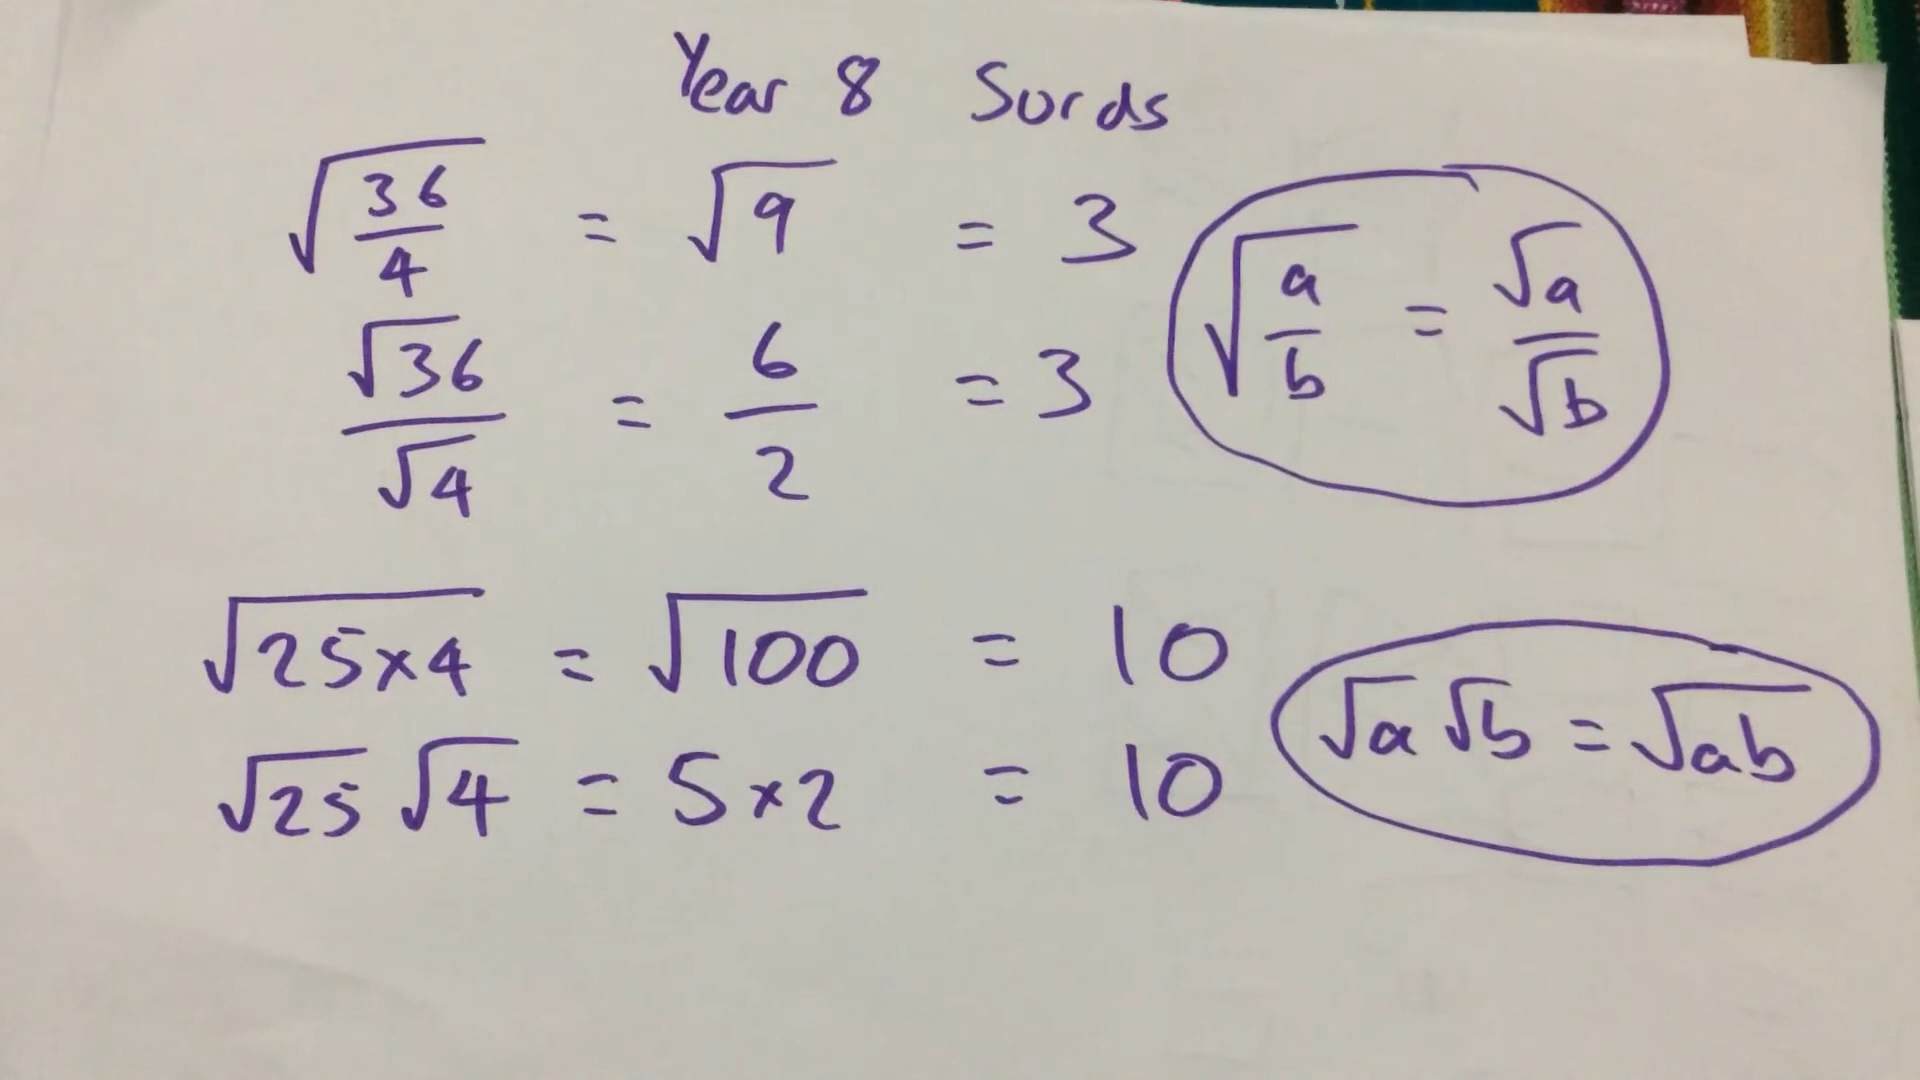 Year 8 Surds
√(36/4) = √9 = 3
√36/√4 = 6/2 = 3
√(a/b) = √a/√b
√(25×4) = √100 = 10
√25 √4 = 5×2 = 10
√a √b = √ab